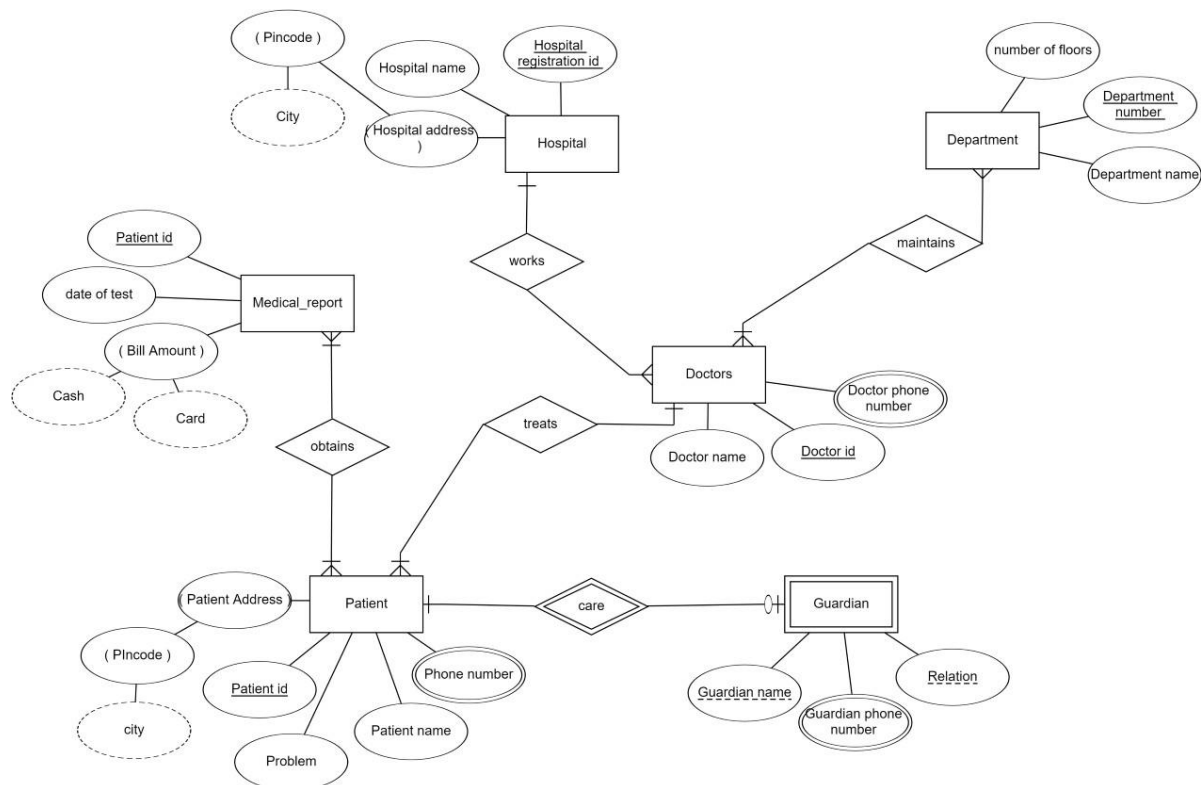 ( Pincode )
City
Hospital name
Hospital
registration id
( Hospital address
)
Hospital
number of floors
Department
number
Department
Department name
Patient id
date of test
Medical_report
( Bill Amount )
Cash
Card
works
maintains
obtains
treats
Doctors
Doctor phone
number
Doctor name
Doctor id
( Patient Address )
Patient
care
Guardian
( PIncode )
city
Patient id
Problem
Patient name
Phone number
Guardian name
Guardian phone
number
Relation